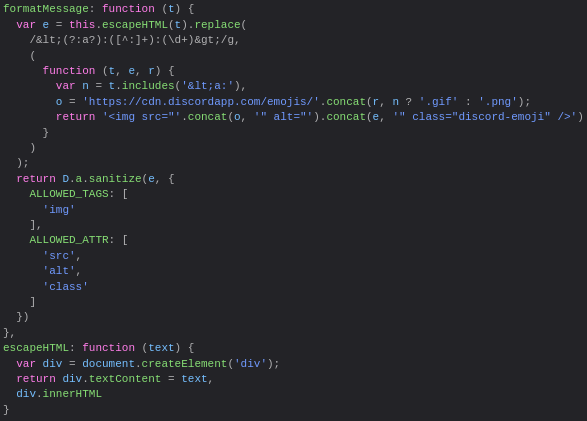 formatMessage: function (t) {
  var e = this.escapeHTML(t).replace(
    /&lt;(?:a?):([^:]+):(\d+)&gt;/g,
    (
      function (t, e, r) {
        var n = t.includes('&lt;a:'),
        o = 'https://cdn.discordapp.com/emojis/'.concat(r, n ? '.gif' : '.png');
        return '<img src="'.concat(o, '" alt="').concat(e, '" class="discord-emoji" />')
      }
    )
  );
  return D.a.sanitize(e, {
    ALLOWED_TAGS: [
      'img'
    ],
    ALLOWED_ATTR: [
      'src',
      'alt',
      'class'
    ]
  })
},
escapeHTML: function (text) {
  var div = document.createElement('div');
  return div.textContent = text,
  div.innerHTML
}